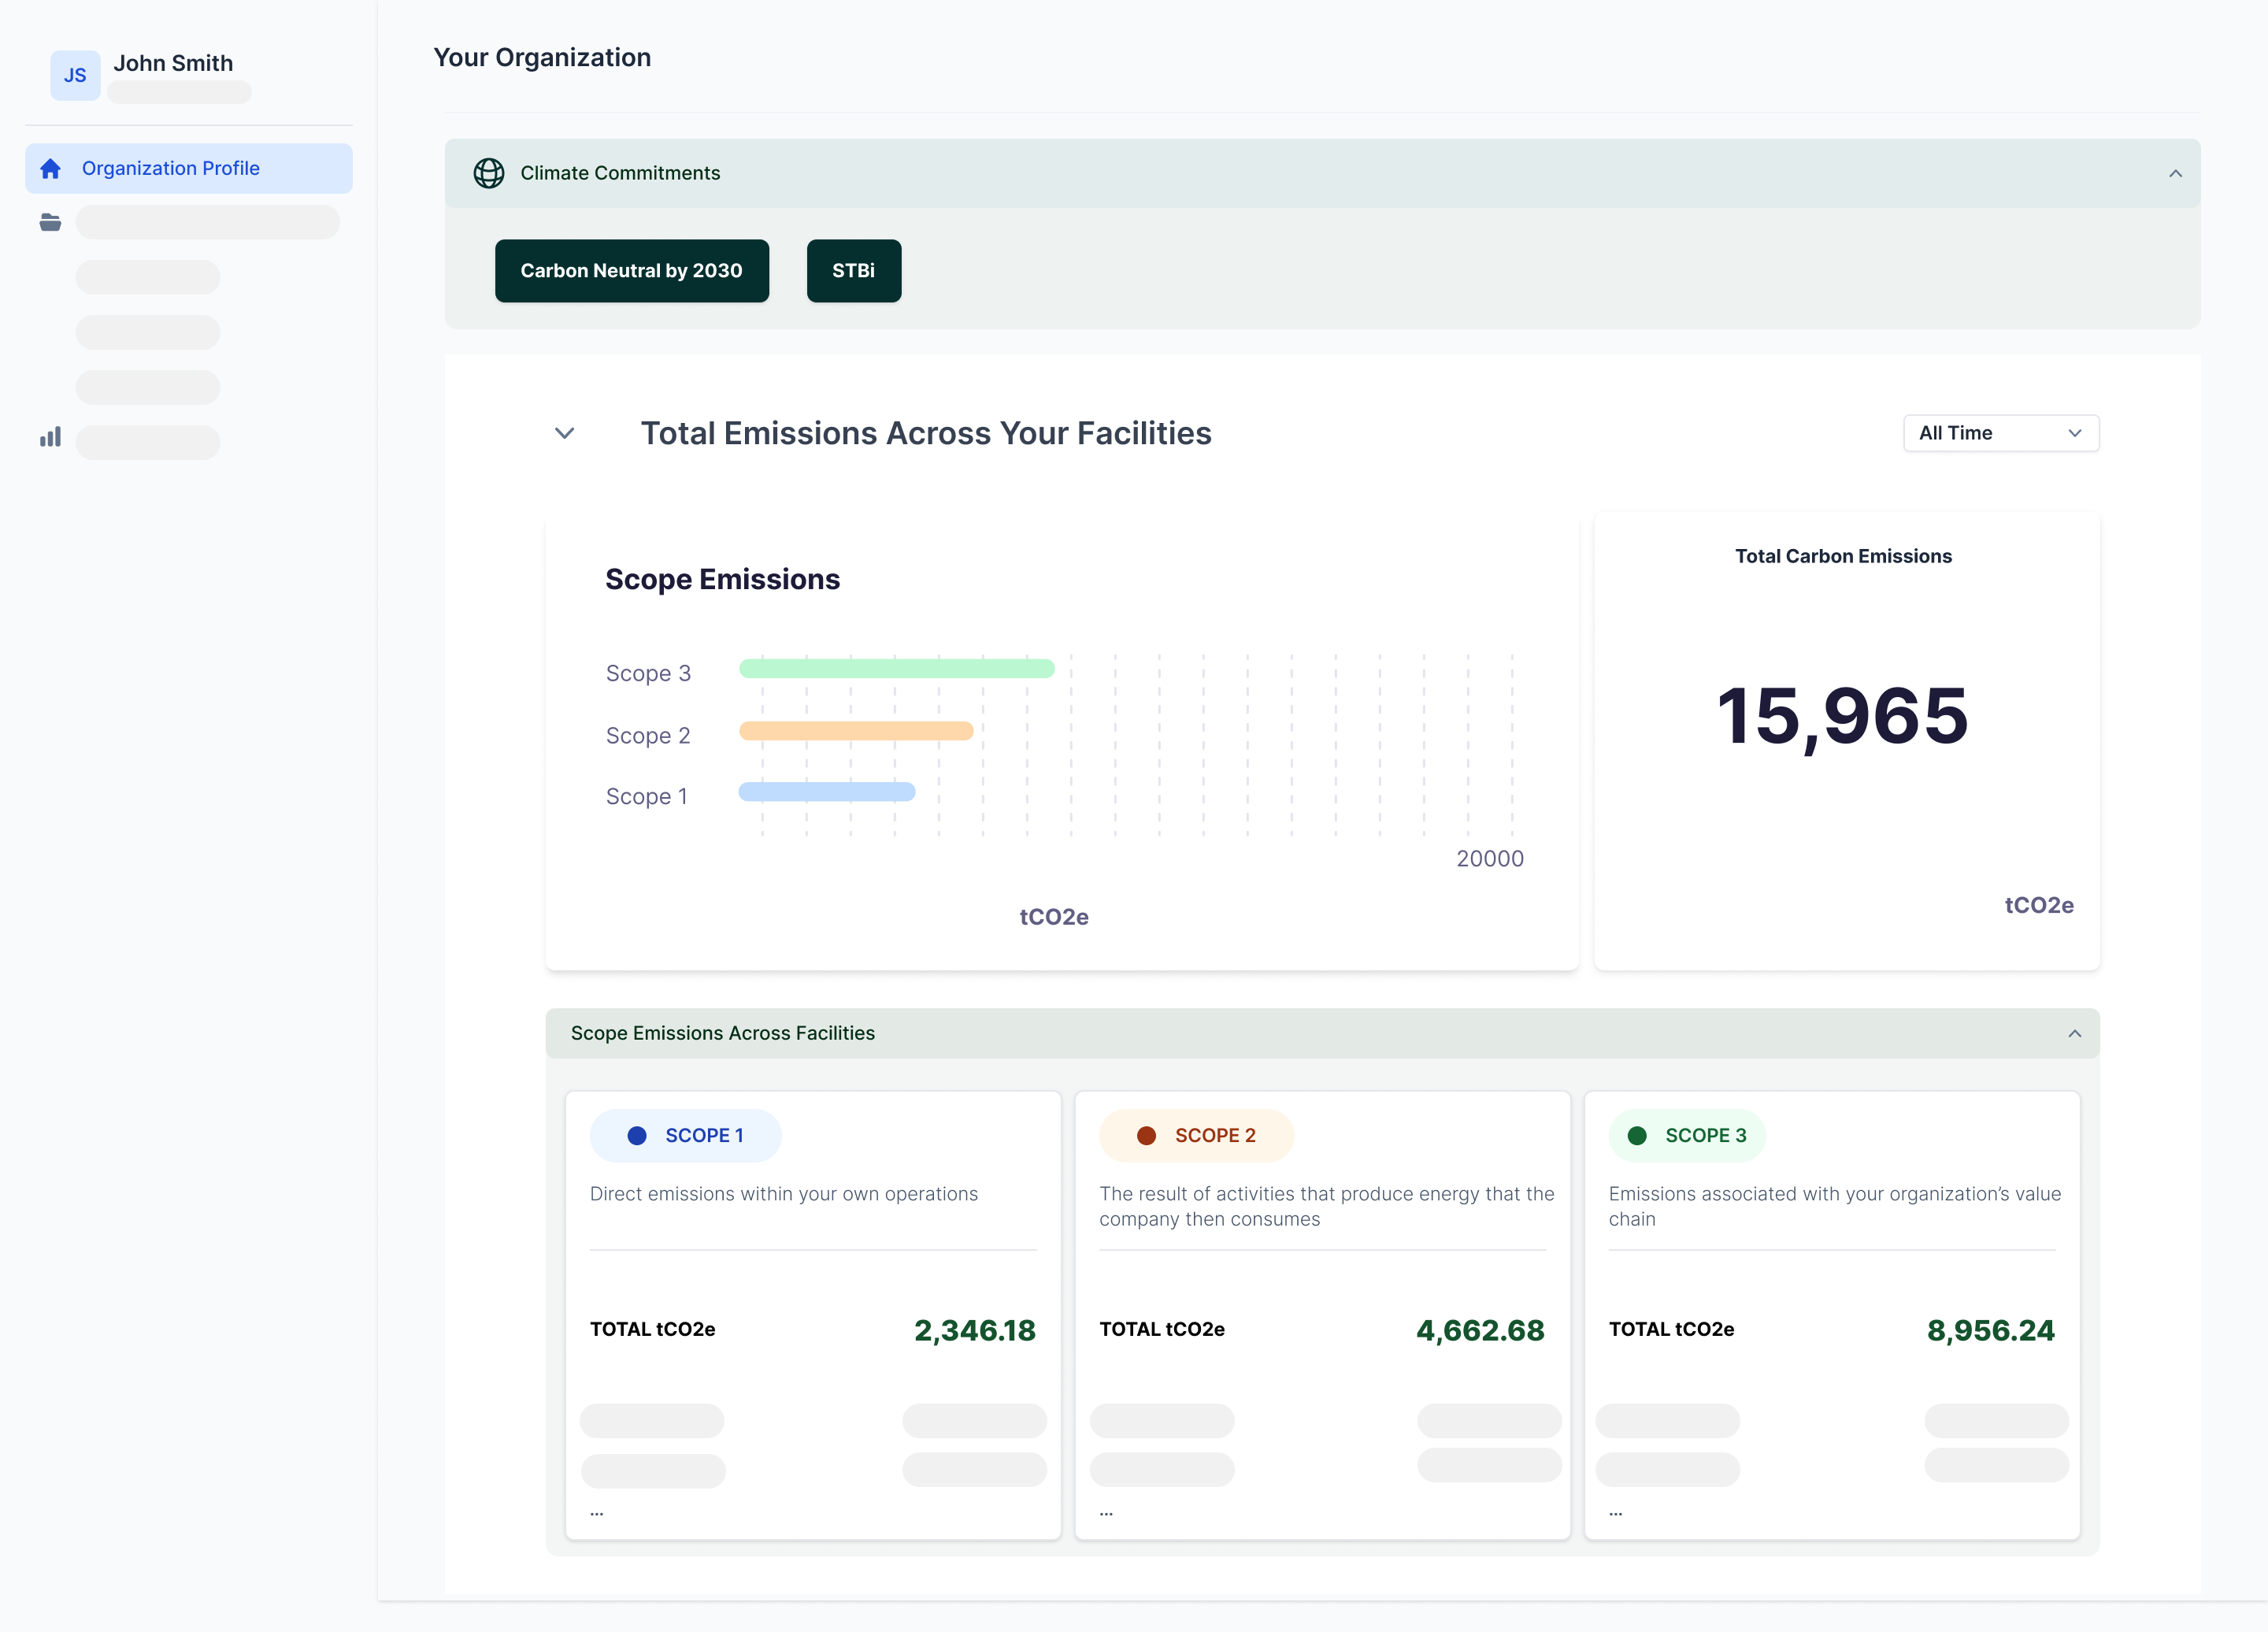 JS
John Smith
Organization Profile
Your Organization
Climate Commitments
Carbon Neutral by 2030
STBi
Total Emissions Across Your Facilities
All Time
Scope Emissions
Scope 3
Scope 2
Scope 1
20000
tCO2e
Total Carbon Emissions
15,965
tCO2e
Scope Emissions Across Facilities
SCOPE 1
Direct emissions within your own operations
TOTAL tCO2e
2,346.18
...
SCOPE 2
The result of activities that produce energy that the
company then consumes
TOTAL tCO2e
4,662.68
...
SCOPE 3
Emissions associated with your organization’s value
chain
TOTAL tCO2e
8,956.24
...